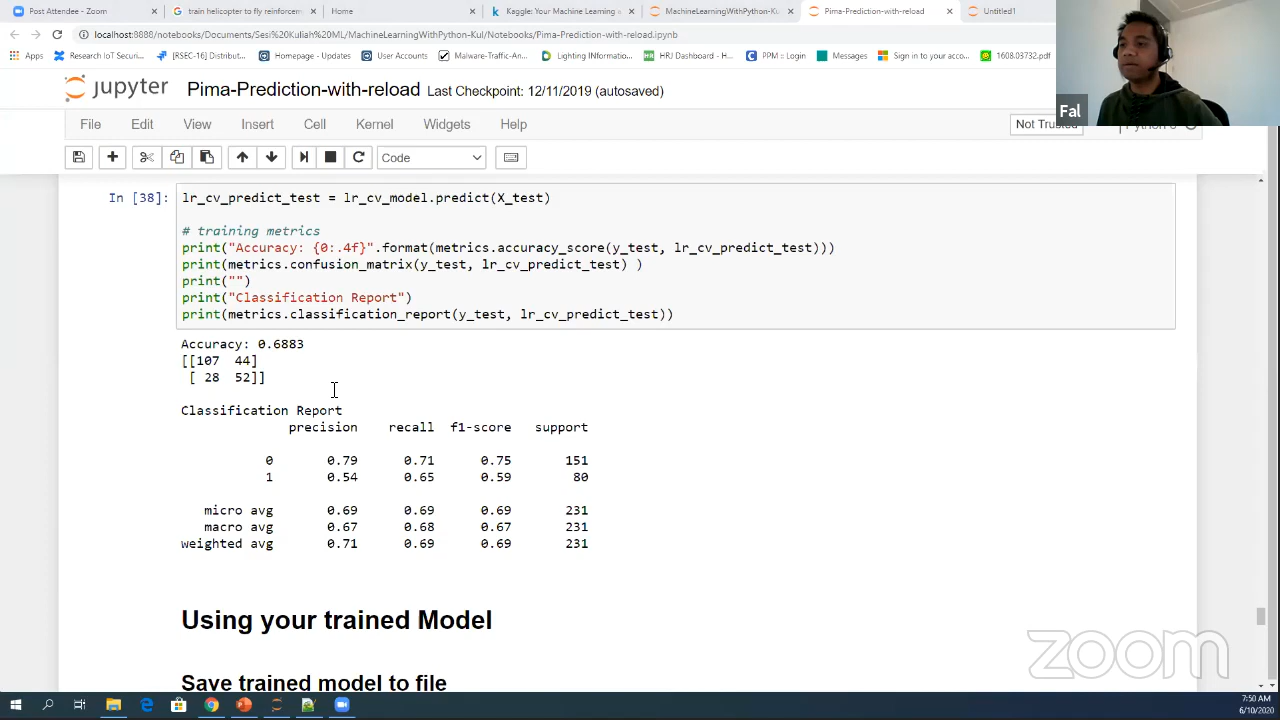 Post Attendee - Zoom
train helicopter to fly reinforcem
Home
Kaggle: Your Machine Learning
MachineLearningWithPython-Ku
Pima-Prediction-with-reload
Untitled1
localhost:8888/notebooks/Documents/Sesi%20Kuliah%20ML/MachineLearningWithPython-Kul/Notebooks/Pima-Prediction-with-reload.ipynb
Apps
Research IoT Securi...
[RSEC-16] Distribut...
Homepage - Updates
User Accounts
Malware-Traffic-An...
Lighting INformatio...
HRJ Dashboard - H...
PPM :: Login
Messages
Sign in to your acco...
1608.03732.pdf
jupyter Pima-Prediction-with-reload Last Checkpoint: 12/11/2019 (autosaved)
Fal
File Edit View Insert Cell Kernel Widgets Help
Not Trusted
Code
In [38]: lr_cv_predict_test = lr_cv_model.predict(X_test)
# training metrics
print("Accuracy: {0:.4f}".format(metrics.accuracy_score(y_test, lr_cv_predict_test)))
print(metrics.confusion_matrix(y_test, lr_cv_predict_test) )
print("")
print("Classification Report")
print(metrics.classification_report(y_test, lr_cv_predict_test))
Accuracy: 0.6883
[[107 44]
[ 28 52]]
Classification Report
precision recall f1-score support
0 0.79 0.71 0.75 151
1 0.54 0.65 0.59 80
micro avg 0.69 0.69 0.69 231
macro avg 0.67 0.68 0.67 231
weighted avg 0.71 0.69 0.69 231
Using your trained Model
Save trained model to file
zoom
7:50 AM
6/10/2020